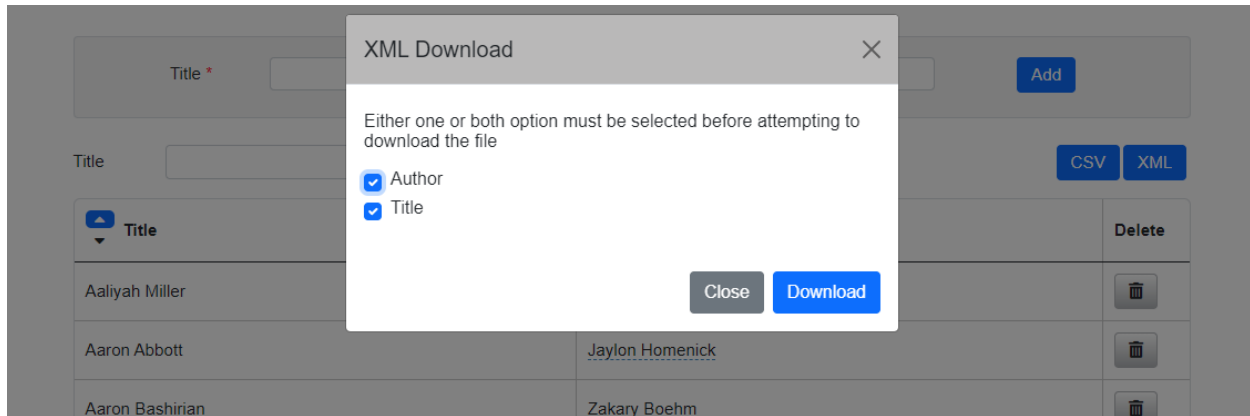 XML Download
Title *
Add
Either one or both option must be selected before attempting to
download the file
Title
CSV
XML
Author
Title
Title
Delete
Close
Download
Aaliyah Miller
Aaron Abbott
Jaylon Homenick
Aaron Bashirian
Zakary Boehm